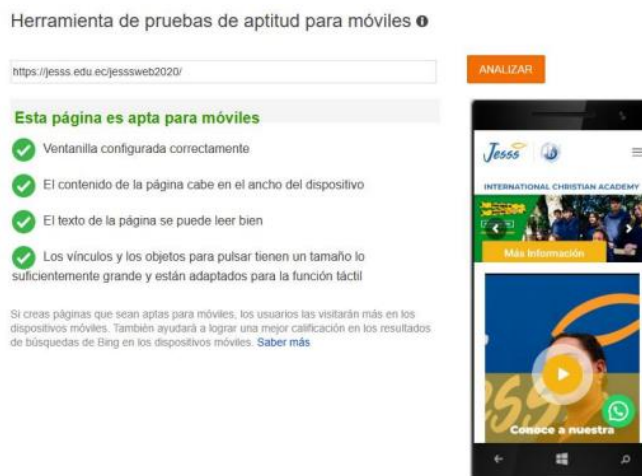 Herramienta de pruebas de aptitud para móviles
https://jesss.edu.ec/jesssweb2020/
ANALIZAR
Esta página es apta para móviles
Ventanilla configurada correctamente
El contenido de la página cabe en el ancho del dispositivo
El texto de la página se puede leer bien
Los vínculos y los objetos para pulsar tienen un tamaño lo
suficientemente grande y están adaptados para la función táctil
Si creas páginas que sean aptas para móviles, los usuarios las visitarán más en los
dispositivos móviles. También ayudará a lograr una mejor calificación en los resultados
de búsquedas de Bing en los dispositivos móviles. Saber más
Jesss
INTERNATIONAL CHRISTIAN ACADEMY
Más Información
Conoce a nuestra